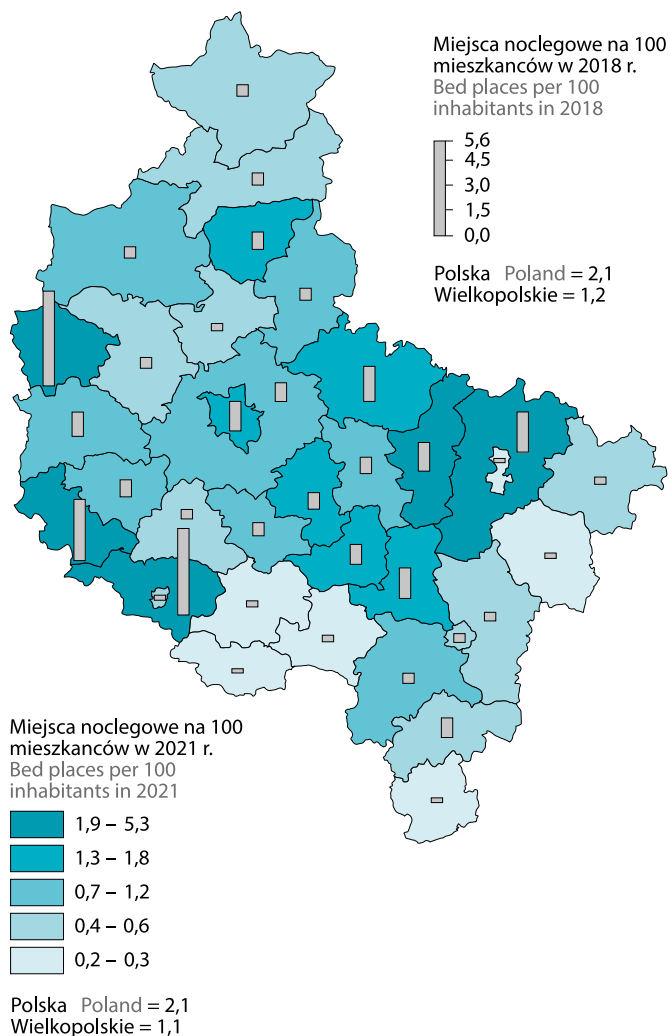 Miejsca noclegowe na 100
mieszkanców w 2018 r.
Bed places per 100
inhabitants in 2018
5,6
4,5
3,0
1,5
0,0
Polska Poland = 2,1
Wielkopolskie = 1,2
Miejsca noclegowe na 100
mieszkanców w 2021 r.
Bed places per 100
inhabitants in 2021
1,9 – 5,3
1,3 – 1,8
0,7 – 1,2
0,4 – 0,6
0,2 – 0,3
Polska Poland = 2,1
Wielkopolskie = 1,1